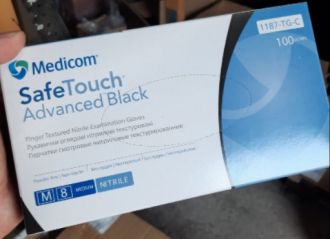 Medicom®
1187-TG-C
100
SafeTouch®
Advanced Black
Finger Textured Nitrile Examination Gloves
Рукавички оглядові нітрилові текстуровані
Перчатки смотровые нитриловые текстурированные
M 8 MEDIUM NITRILE